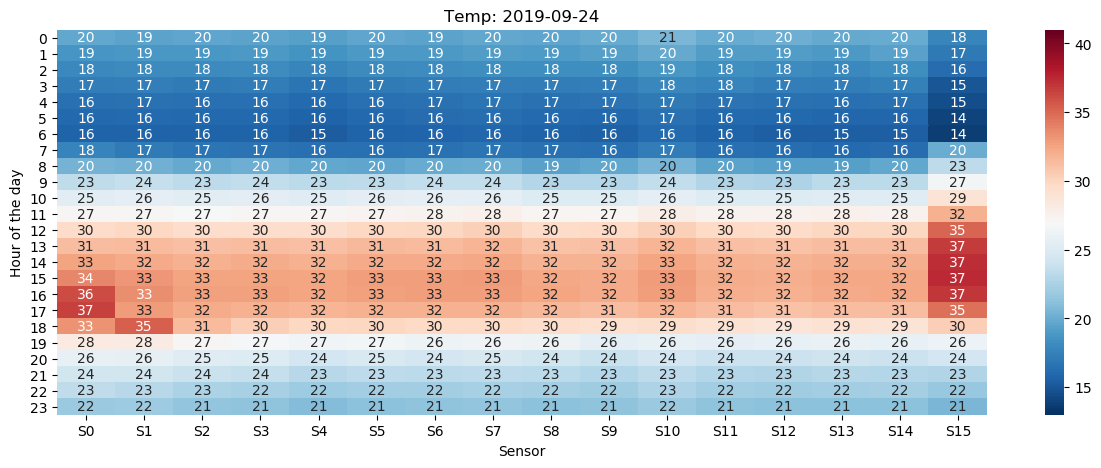 Temp: 2019-09-24
0 20 19 20 20 19 20 19 20 20 20 21 20 20 20 20 18
1 19 19 19 19 19 19 19 19 19 19 20 19 19 19 19 17
2 18 18 18 18 18 18 18 18 18 18 19 18 18 18 18 16
3 17 17 17 17 17 17 17 17 17 17 18 18 17 17 17 15
4 16 17 16 16 16 16 17 17 17 17 17 17 17 16 17 15
5 16 16 16 16 16 16 16 16 16 16 17 16 16 16 16 14
6 16 16 16 16 15 16 16 16 16 16 16 16 16 15 15 14
7 18 17 17 17 16 16 17 17 17 16 17 16 16 16 16 20
8 20 20 20 20 20 20 20 20 19 20 20 20 19 19 20 23
9 23 24 23 24 23 23 24 24 23 23 24 23 23 23 23 27
10 25 26 25 26 25 26 26 26 25 25 26 25 25 25 25 29
11 27 27 27 27 27 27 28 28 27 27 28 28 28 28 28 32
12 30 30 30 30 30 30 30 30 30 30 30 30 30 30 30 35
13 31 31 31 31 31 31 31 32 31 31 32 31 31 31 31 37
14 33 32 32 32 32 32 32 32 32 32 33 32 32 32 32 37
15 34 33 33 33 32 33 33 33 32 32 33 32 32 32 32 37
16 36 33 33 33 32 33 33 33 32 32 33 32 32 32 32 37
17 37 33 32 32 32 32 32 32 32 31 32 31 31 31 31 35
18 33 35 31 30 30 30 30 30 30 29 29 29 29 29 29 30
19 28 28 27 27 27 27 26 26 26 26 26 26 26 26 26 26
20 26 26 25 25 24 25 24 25 24 24 24 24 24 24 24 24
21 24 24 24 24 23 23 23 23 23 23 23 23 23 23 23 23
22 23 23 23 22 22 22 22 22 22 22 23 22 22 22 22 22
23 22 22 21 21 21 21 21 21 21 21 21 21 21 21 21 21
S0 S1 S2 S3 S4 S5 S6 S7 S8 S9 S10 S11 S12 S13 S14 S15
Sensor
Hour of the day
40
35
30
25
20
15